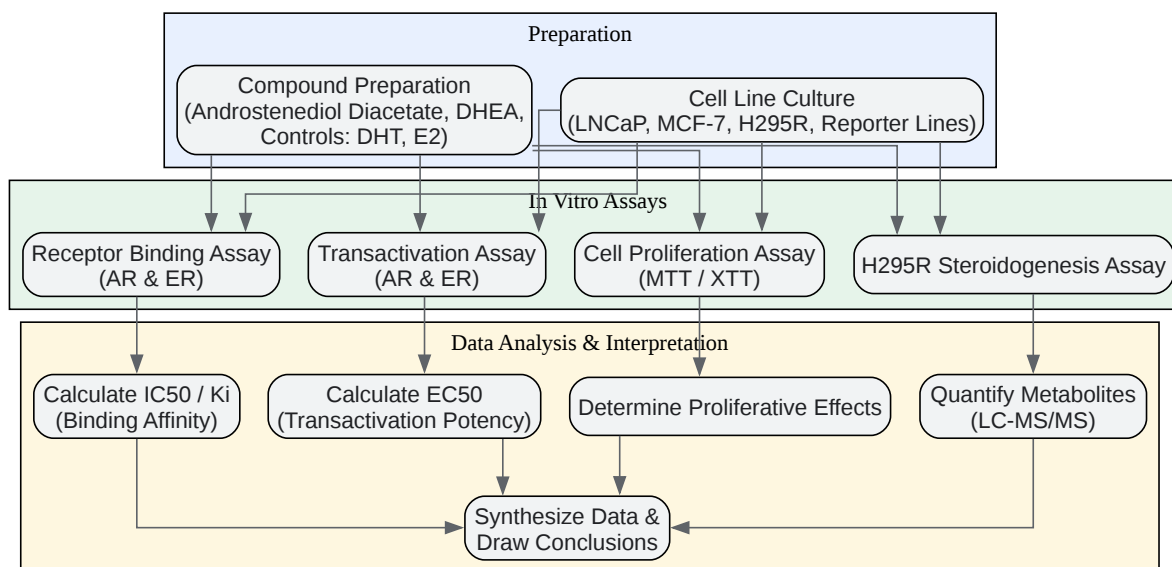 Preparation
Compound Preparation
(Androstenediol Diacetate, DHEA,
Controls: DHT, E2)
Cell Line Culture
(LNCaP, MCF-7, H295R, Reporter Lines)
In Vitro Assays
Receptor Binding Assay
(AR & ER)
Transactivation Assay
(AR & ER)
Cell Proliferation Assay
(MTT / XTT)
H295R Steroidogenesis Assay
Data Analysis & Interpretation
Calculate IC50 / Ki
(Binding Affinity)
Calculate EC50
(Transactivation Potency)
Determine Proliferative Effects
Quantify Metabolites
(LC-MS/MS)
Synthesize Data &
Draw Conclusions